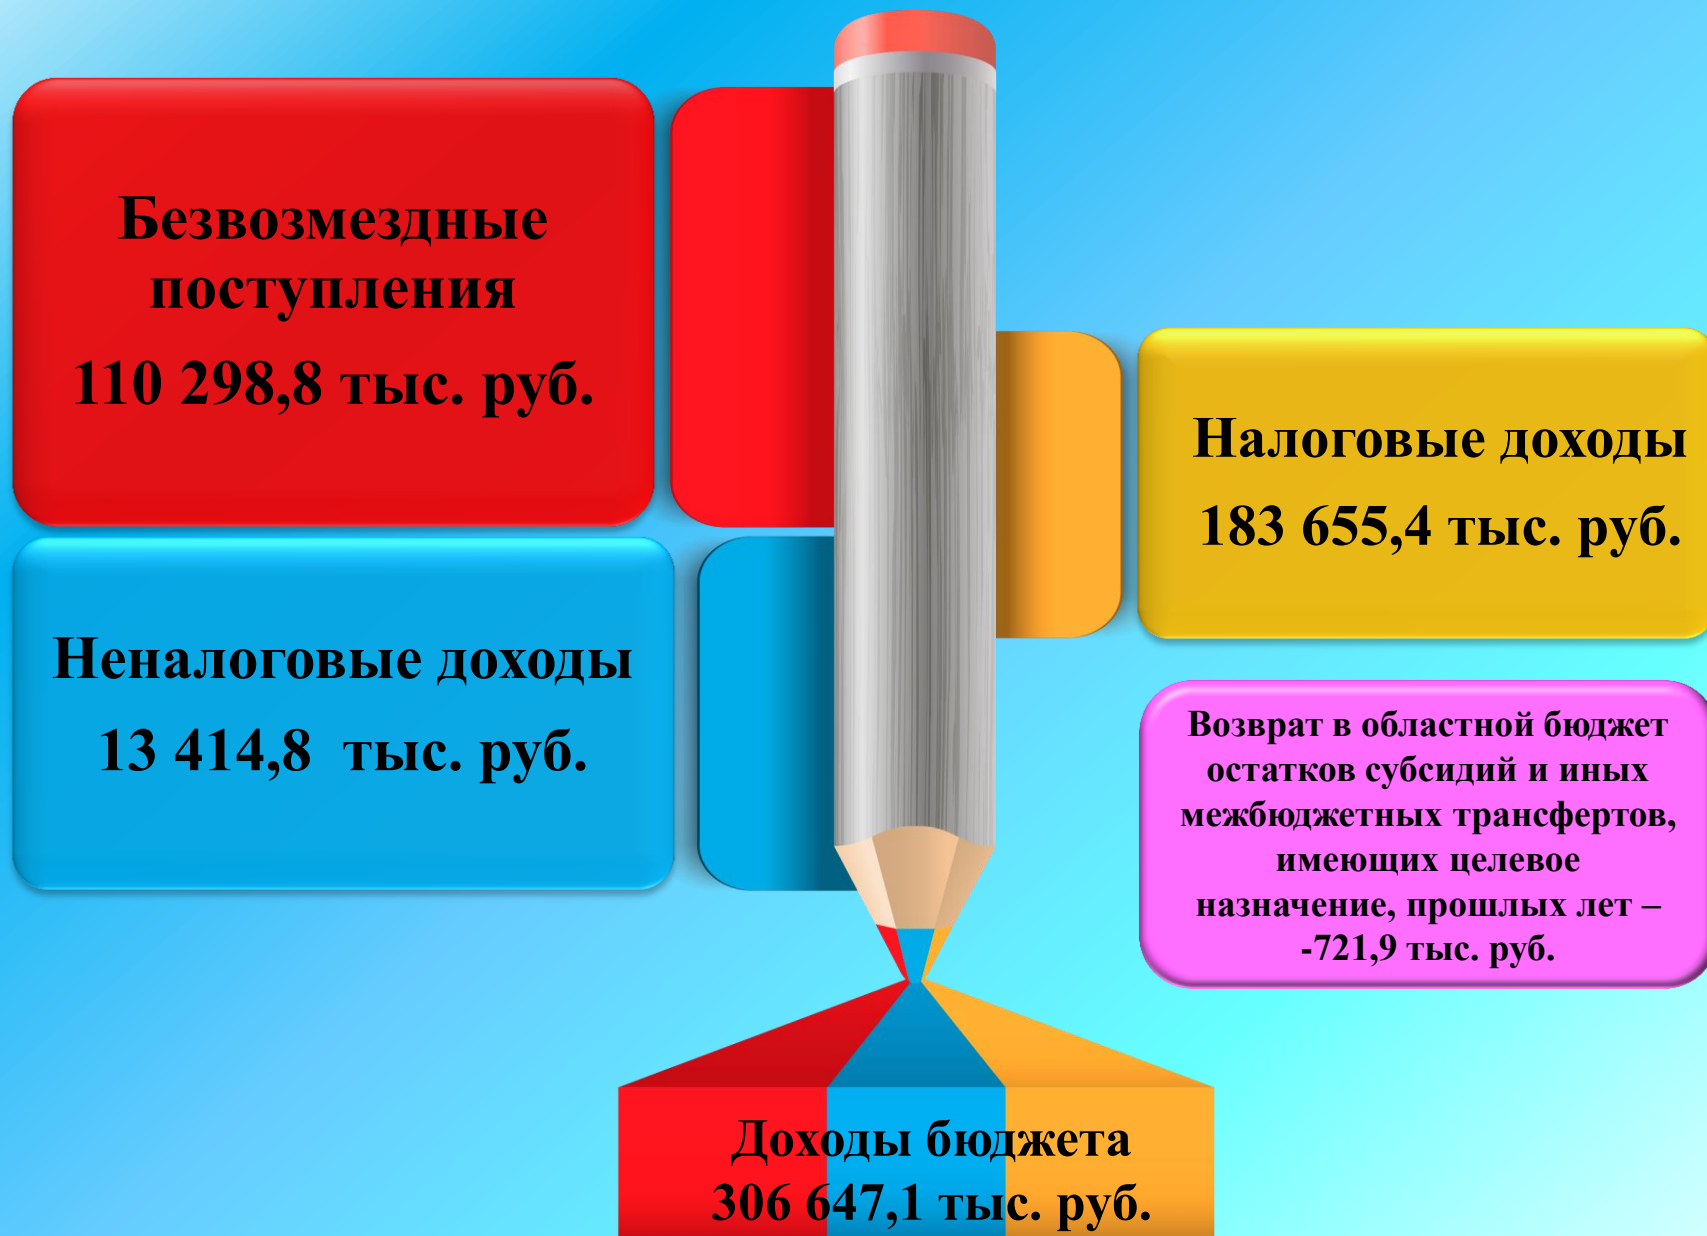 Безвозмездные
поступления
110 298,8 тыс. руб.
Налоговые доходы
183 655,4 тыс. руб.
Неналоговые доходы
13 414,8  тыс. руб.
Возврат в областной бюджет
остатков субсидий и иных
межбюджетных трансфертов,
имеющих целевое
назначение, прошлых лет –
-721,9 тыс. руб.
Доходы бюджета
306 647,1 тыс. руб.